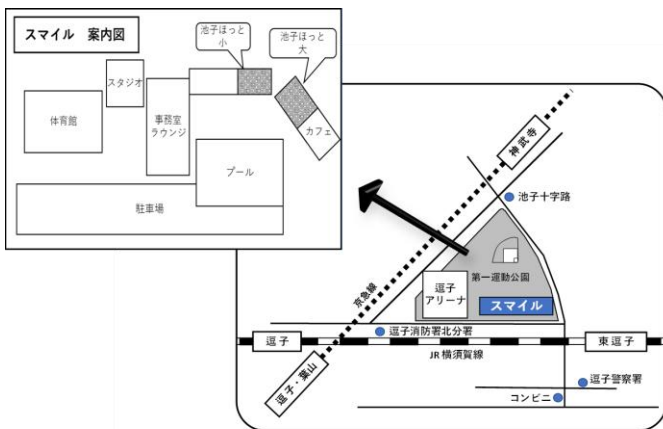 スマイル 案内図
池子ほっと
小
池子ほっと
大
スタジオ
体育館
事務室
ラウンジ
カフェ
プール
駐車場
神武寺
池子十字路
京急線
第一運動公園
逗子
アリーナ
スマイル
逗子消防署北分署
逗子
東逗子
JR 横須賀線
逗子・葉山
逗子警察署
コンビニ